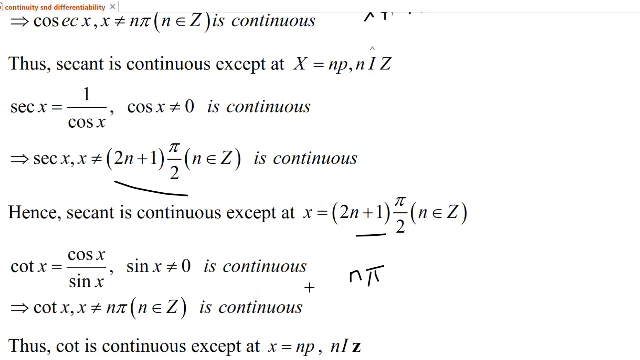 continuity snd differentiability
⇒ cosec x, x ≠ nπ (n ∈ Z) is continuous
Thus, secant is continuous except at X = np, n Î Z
sec x = 1/cos x, cos x ≠ 0 is continuous
⇒ sec x, x ≠ (2n + 1) π/2 (n ∈ Z) is continuous
Hence, secant is continuous except at x = (2n + 1) π/2 (n ∈ Z)
cot x = cos x/sin x, sin x ≠ 0 is continuous nπ
⇒ cot x, x ≠ nπ (n ∈ Z) is continuous
Thus, cot is continuous except at x = np, nI z